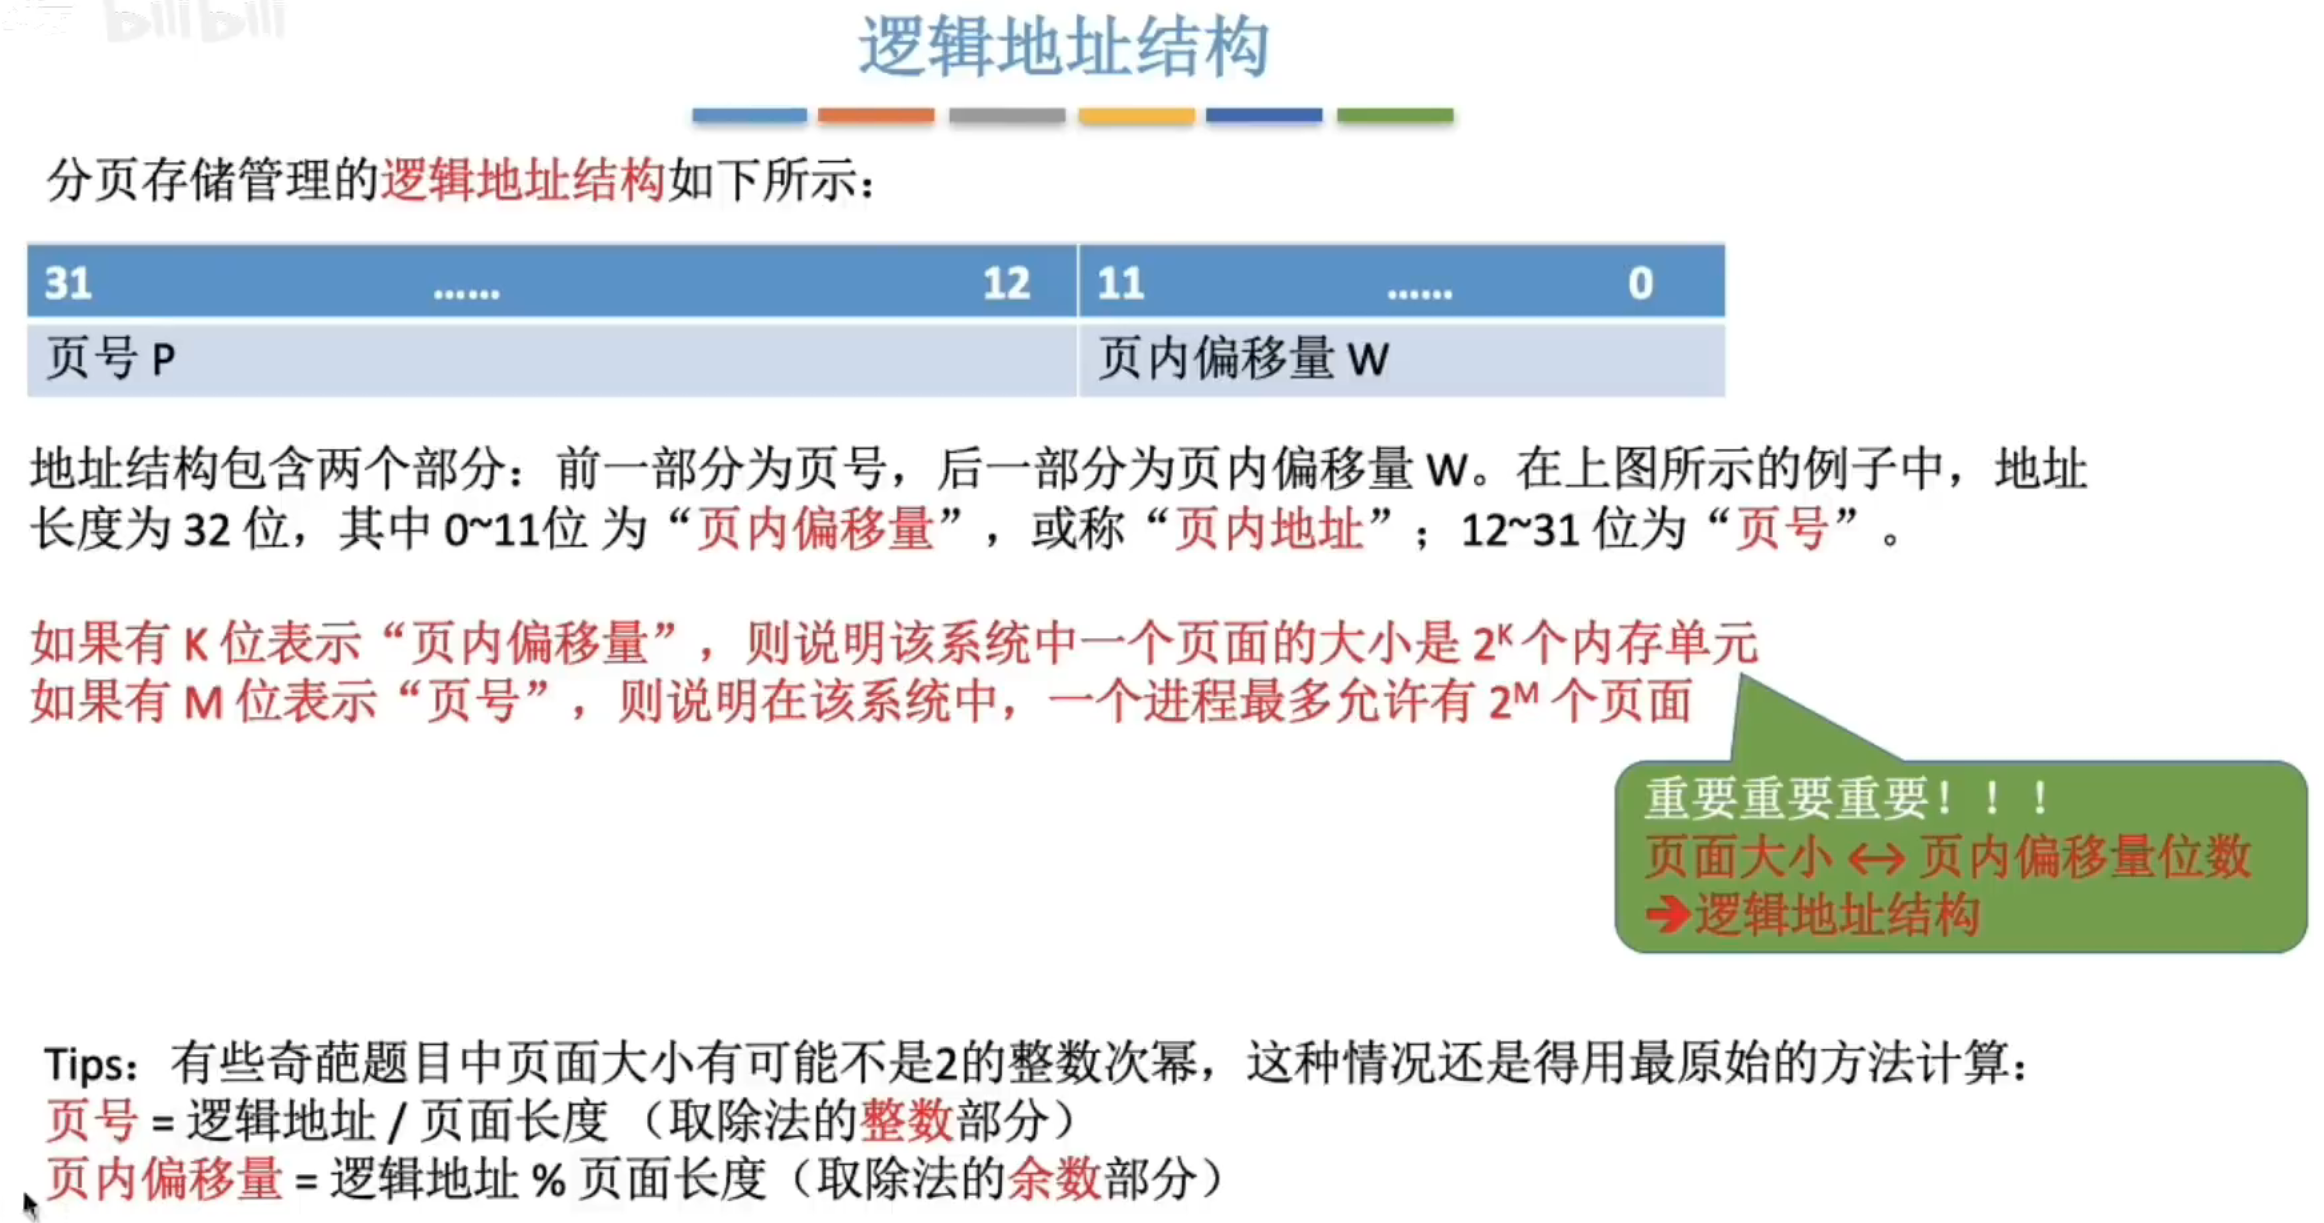 bilibili
逻辑地址结构
分页存储管理的逻辑地址结构如下所示：
31 …… 12 11 …… 0
页号 P 页内偏移量 W
地址结构包含两个部分：前一部分为页号，后一部分为页内偏移量 W。在上图所示的例子中，地址
长度为 32 位，其中 0~11位 为“页内偏移量”，或称“页内地址”；12~31 位为“页号”。
如果有 K 位表示“页内偏移量”，则说明该系统中一个页面的大小是 2ᴷ 个内存单元
如果有 M 位表示“页号”，则说明在该系统中，一个进程最多允许有 2ᴹ 个页面
重要重要重要！！！
页面大小 ↔ 页内偏移量位数
➔逻辑地址结构
Tips：有些奇葩题目中页面大小有可能不是2的整数次幂，这种情况还是得用最原始的方法计算：
页号 = 逻辑地址 / 页面长度 （取除法的整数部分）
页内偏移量 = 逻辑地址 % 页面长度（取除法的余数部分）